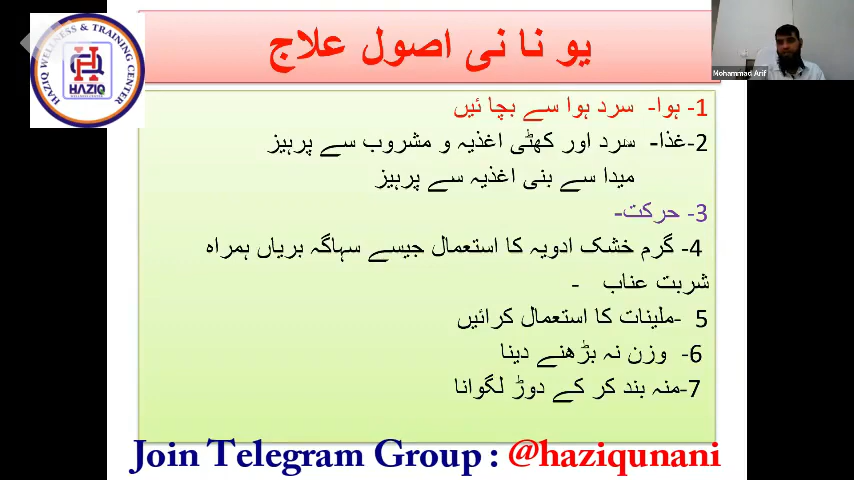 یو نا نی اصول علاج
HAZIQ WELLNESS & TRAINING CENTER
HAZIQ
Mohammad Arif
1- ہوا- سرد ہوا سے بچا ئیں
2-غذا- سرد اور کھٹی اغذیہ و مشروب سے پرہیز
میدا سے بنی اغذیہ سے پرہیز
3- حرکت-
4- گرم خشک ادویہ کا استعمال جیسے سہاگہ بریاں ہمراہ
شربت عناب -
5 -ملینات کا استعمال کرائیں
6- وزن نہ بڑھنے دینا
7-منہ بند کر کے دوڑ لگوانا
Join Telegram Group : @haziqunani